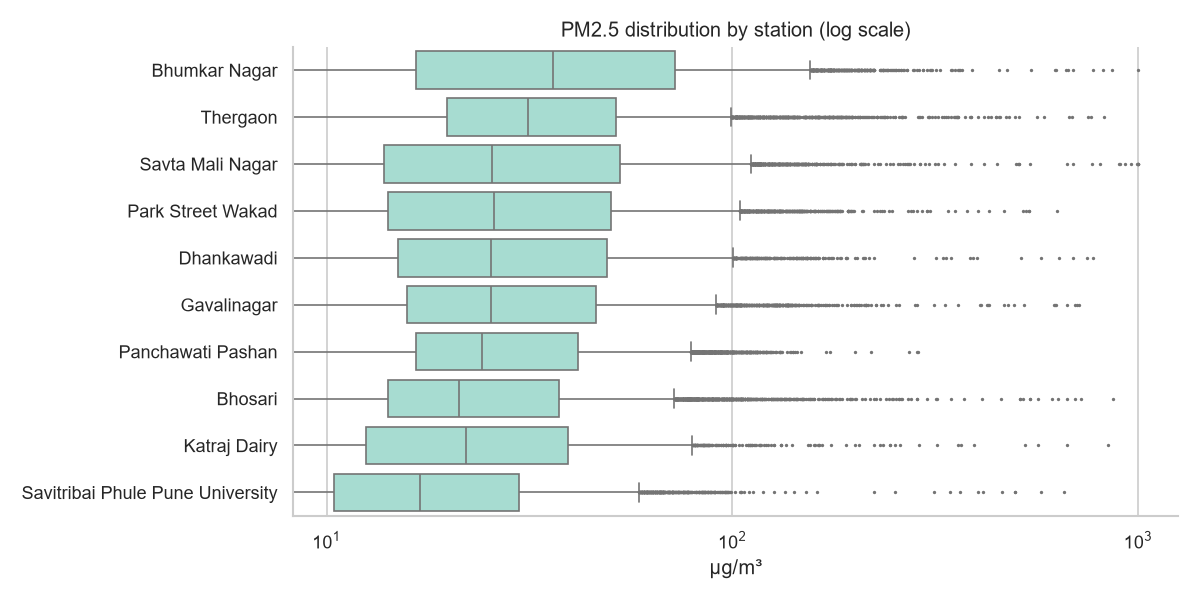 PM2.5 distribution by station (log scale)
Bhumkar Nagar
Thergaon
Savta Mali Nagar
Park Street Wakad
Dhankawadi
Gavalinagar
Panchawati Pashan
Bhosari
Katraj Dairy
Savitribai Phule Pune University
10¹ 10² 10³
µg/m³